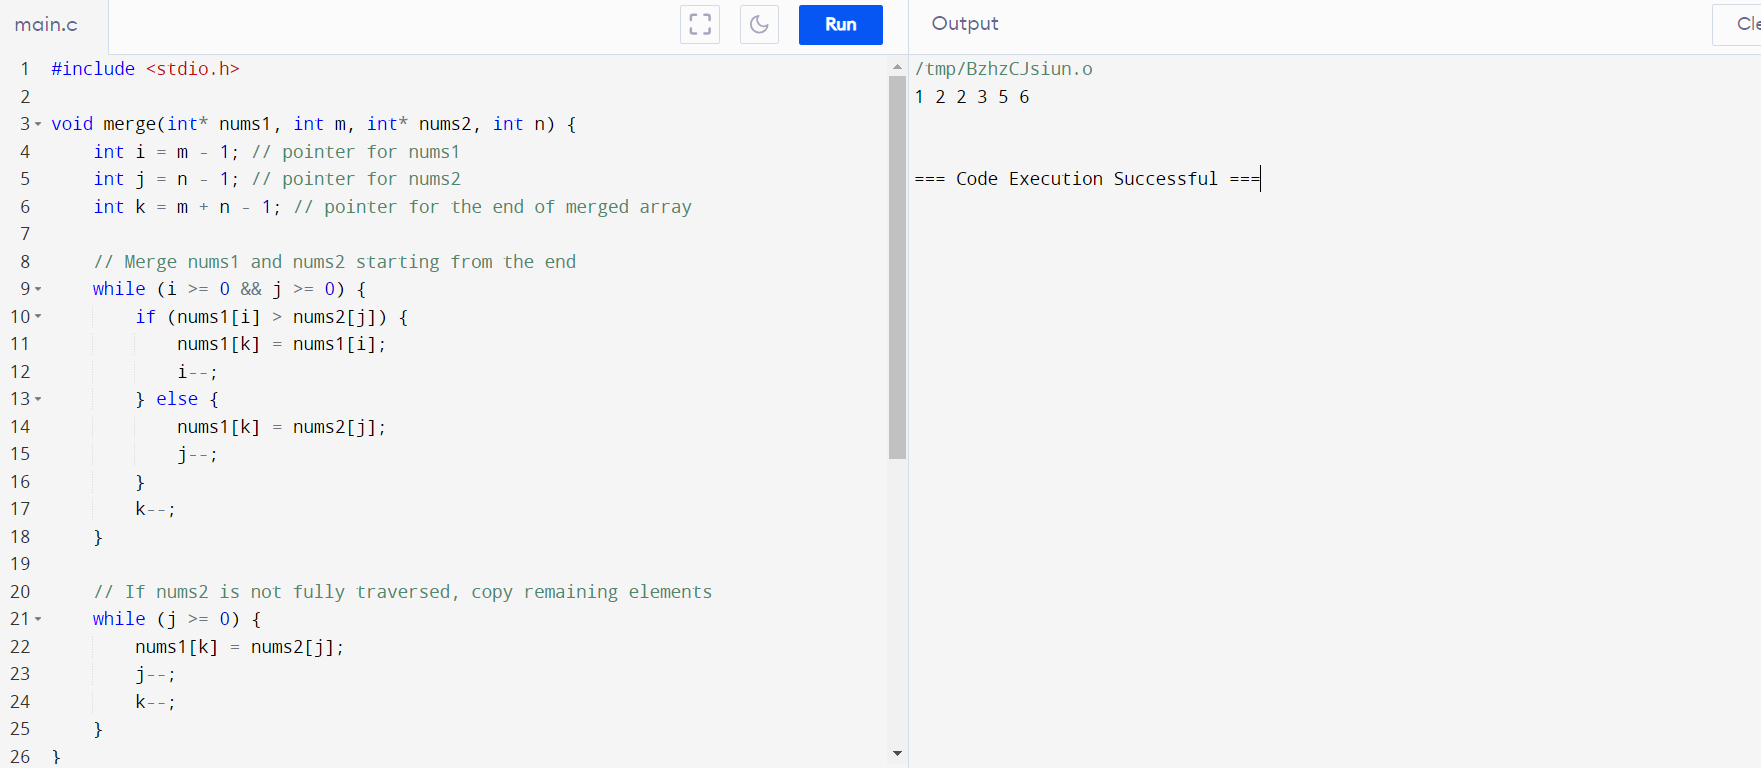 main.c
Run
1 #include <stdio.h>
2
3 void merge(int* nums1, int m, int* nums2, int n) {
4     int i = m - 1; // pointer for nums1
5     int j = n - 1; // pointer for nums2
6     int k = m + n - 1; // pointer for the end of merged array
7
8     // Merge nums1 and nums2 starting from the end
9     while (i >= 0 && j >= 0) {
10         if (nums1[i] > nums2[j]) {
11             nums1[k] = nums1[i];
12             i--;
13         } else {
14             nums1[k] = nums2[j];
15             j--;
16         }
17         k--;
18     }
19
20     // If nums2 is not fully traversed, copy remaining elements
21     while (j >= 0) {
22         nums1[k] = nums2[j];
23         j--;
24         k--;
25     }
26 }
Output
Cle
/tmp/BzhzCJsiun.o
1 2 2 3 5 6
=== Code Execution Successful ===